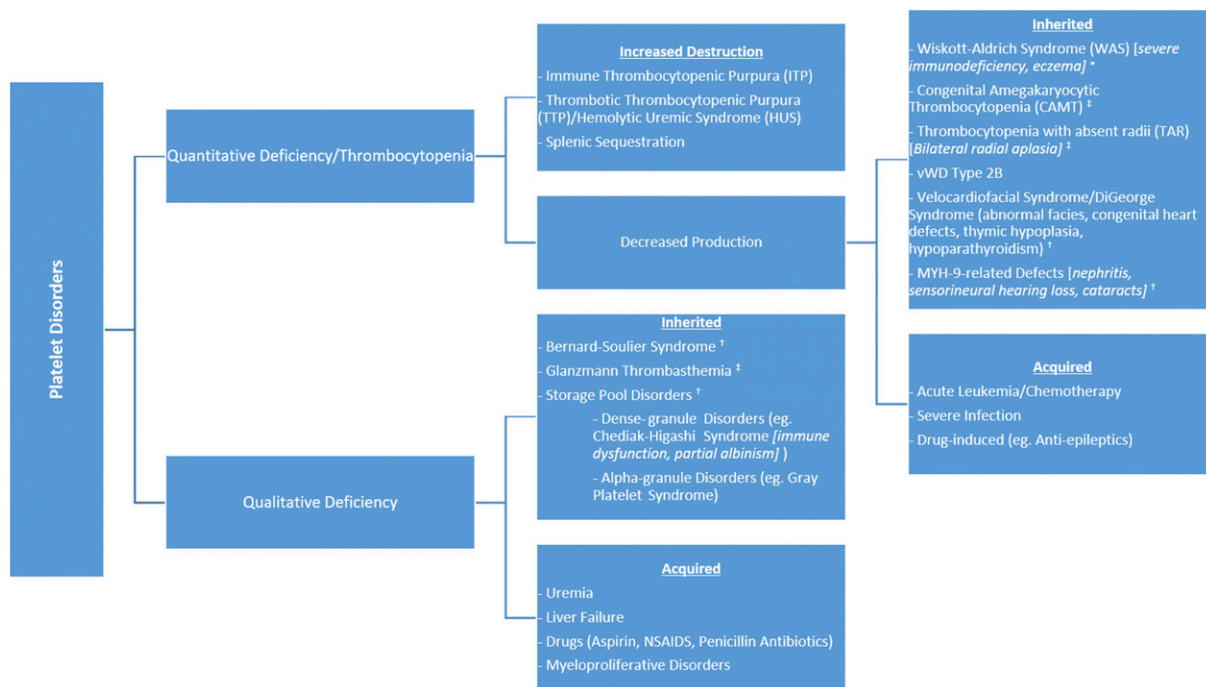 Platelet Disorders
Quantitative Deficiency/Thrombocytopenia
Increased Destruction
- Immune Thrombocytopenic Purpura (ITP)
- Thrombotic Thrombocytopenic Purpura
(TTP)/Hemolytic Uremic Syndrome (HUS)
- Splenic Sequestration
Decreased Production
Inherited
- Wiskott-Aldrich Syndrome (WAS) [severe
immunodeficiency, eczema] *
- Congenital Amegakaryocytic
Thrombocytopenia (CAMT) ‡
- Thrombocytopenia with absent radii (TAR)
[Bilateral radial aplasia] ‡
- vWD Type 2B
- Velocardiofacial Syndrome/DiGeorge
Syndrome (abnormal facies, congenital heart
defects, thymic hypoplasia,
hypoparathyroidism) †
- MYH-9-related Defects [nephritis,
sensorineural hearing loss, cataracts] †
Acquired
- Acute Leukemia/Chemotherapy
- Severe Infection
- Drug-induced (eg. Anti-epileptics)
Qualitative Deficiency
Inherited
- Bernard-Soulier Syndrome †
- Glanzmann Thrombasthemia ‡
- Storage Pool Disorders †
- Dense-granule Disorders (eg.
Chediak-Higashi Syndrome [immune
dysfunction, partial albinism] )
- Alpha-granule Disorders (eg. Gray
Platelet Syndrome)
Acquired
- Uremia
- Liver Failure
- Drugs (Aspirin, NSAIDS, Penicillin Antibiotics)
- Myeloproliferative Disorders